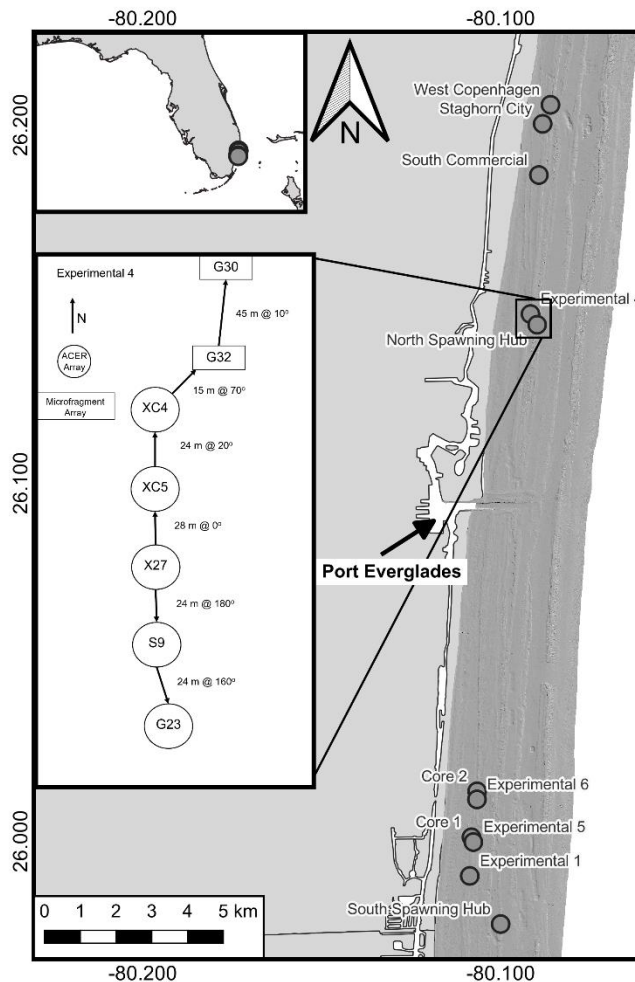 -80.200
-80.100
26.200
N
West Copenhagen
Staghorn City
South Commercial
Experimental 4
North Spawning Hub
Experimental 4
N
ACER
Array
Microfragment
Array
G30
45 m @ 10°
G32
15 m @ 70°
XC4
24 m @ 20°
XC5
28 m @ 0°
X27
24 m @ 180°
S9
24 m @ 160°
G23
26.100
Port Everglades
Core 2
Experimental 6
Core 1
Experimental 5
Experimental 1
South Spawning Hub
26.000
0 1 2 3 4 5 km
-80.200
-80.100